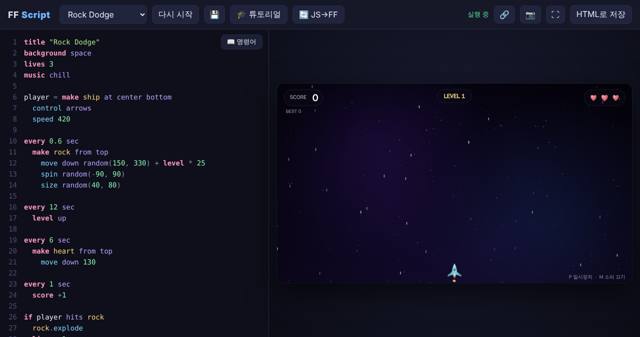 FF Script
Rock Dodge
다시 시작
💾
🎓 튜토리얼
🔄 JS→FF
실행 중
🔗
📷
⛶
HTML로 저장
📖 명령어
1 title "Rock Dodge"
2 background space
3 lives 3
4 music chill
5
6 player = make ship at center bottom
7 control arrows
8 speed 420
9
10 every 0.6 sec
11 make rock from top
12 move down random(150, 330) + level * 25
13 spin random(-90, 90)
14 size random(40, 80)
15
16 every 12 sec
17 level up
18
19 every 6 sec
20 make heart from top
21 move down 130
22
23 every 1 sec
24 score +1
25
26 if player hits rock
27 rock.explode
SCORE 0
BEST 0
LEVEL 1
P 일시정지 · M 소리 끄기